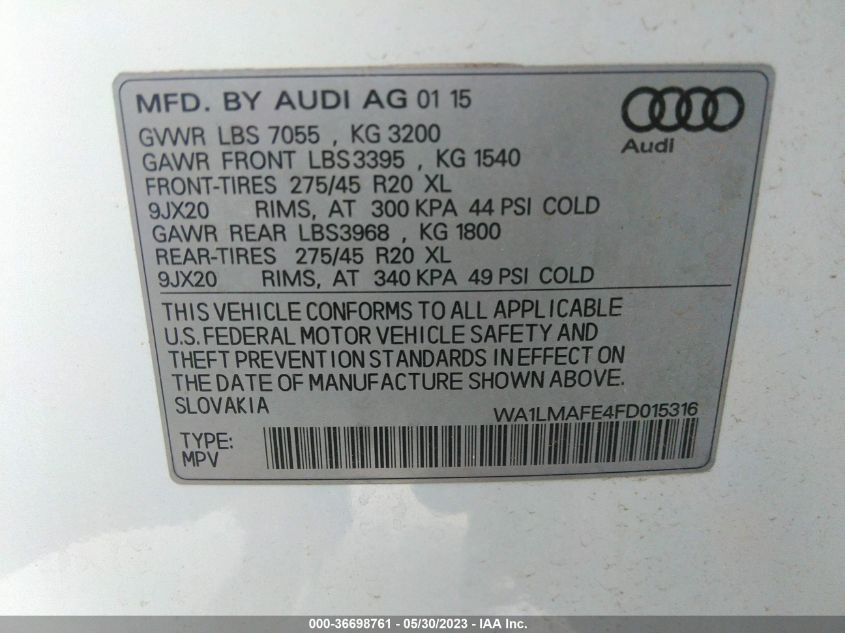 MFD. BY AUDI AG 01 15
GVWR LBS 7055 , KG 3200
GAWR FRONT LBS3395 , KG 1540
FRONT-TIRES 275/45 R20 XL
9JX20 RIMS, AT 300 KPA 44 PSI COLD
GAWR REAR LBS3968 , KG 1800
REAR-TIRES 275/45 R20 XL
9JX20 RIMS, AT 340 KPA 49 PSI COLD
Audi
THIS VEHICLE CONFORMS TO ALL APPLICABLE
U.S. FEDERAL MOTOR VEHICLE SAFETY AND
THEFT PREVENTION STANDARDS IN EFFECT ON
THE DATE OF MANUFACTURE SHOWN ABOVE.
SLOVAKIA
WA1LMAFE4FD015316
TYPE:
MPV
000-36698761 - 05/30/2023 - IAA Inc.